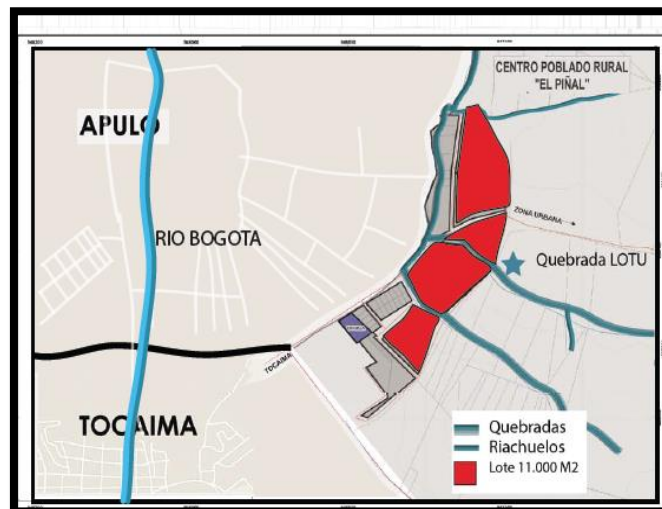 CENTRO POBLADO RURAL
"EL PIÑAL"
APULO
RIO BOGOTA
ZONA URBANA
Quebrada LOTU
TOCAIMA
TOCAIMA
Quebradas
Riachuelos
Lote 11.000 M2